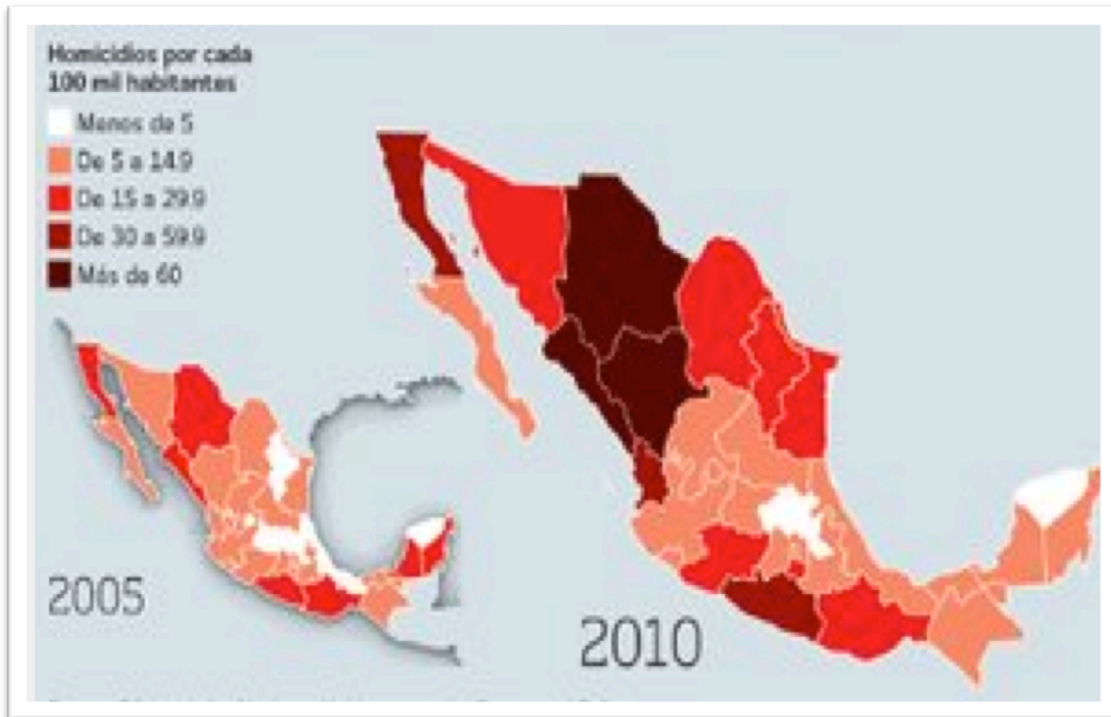 Homicidios por cada
100 mil habitantes
Menos de 5
De 5 a 14.9
De 15 a 29.9
De 30 a 59.9
Más de 60
2005
2010